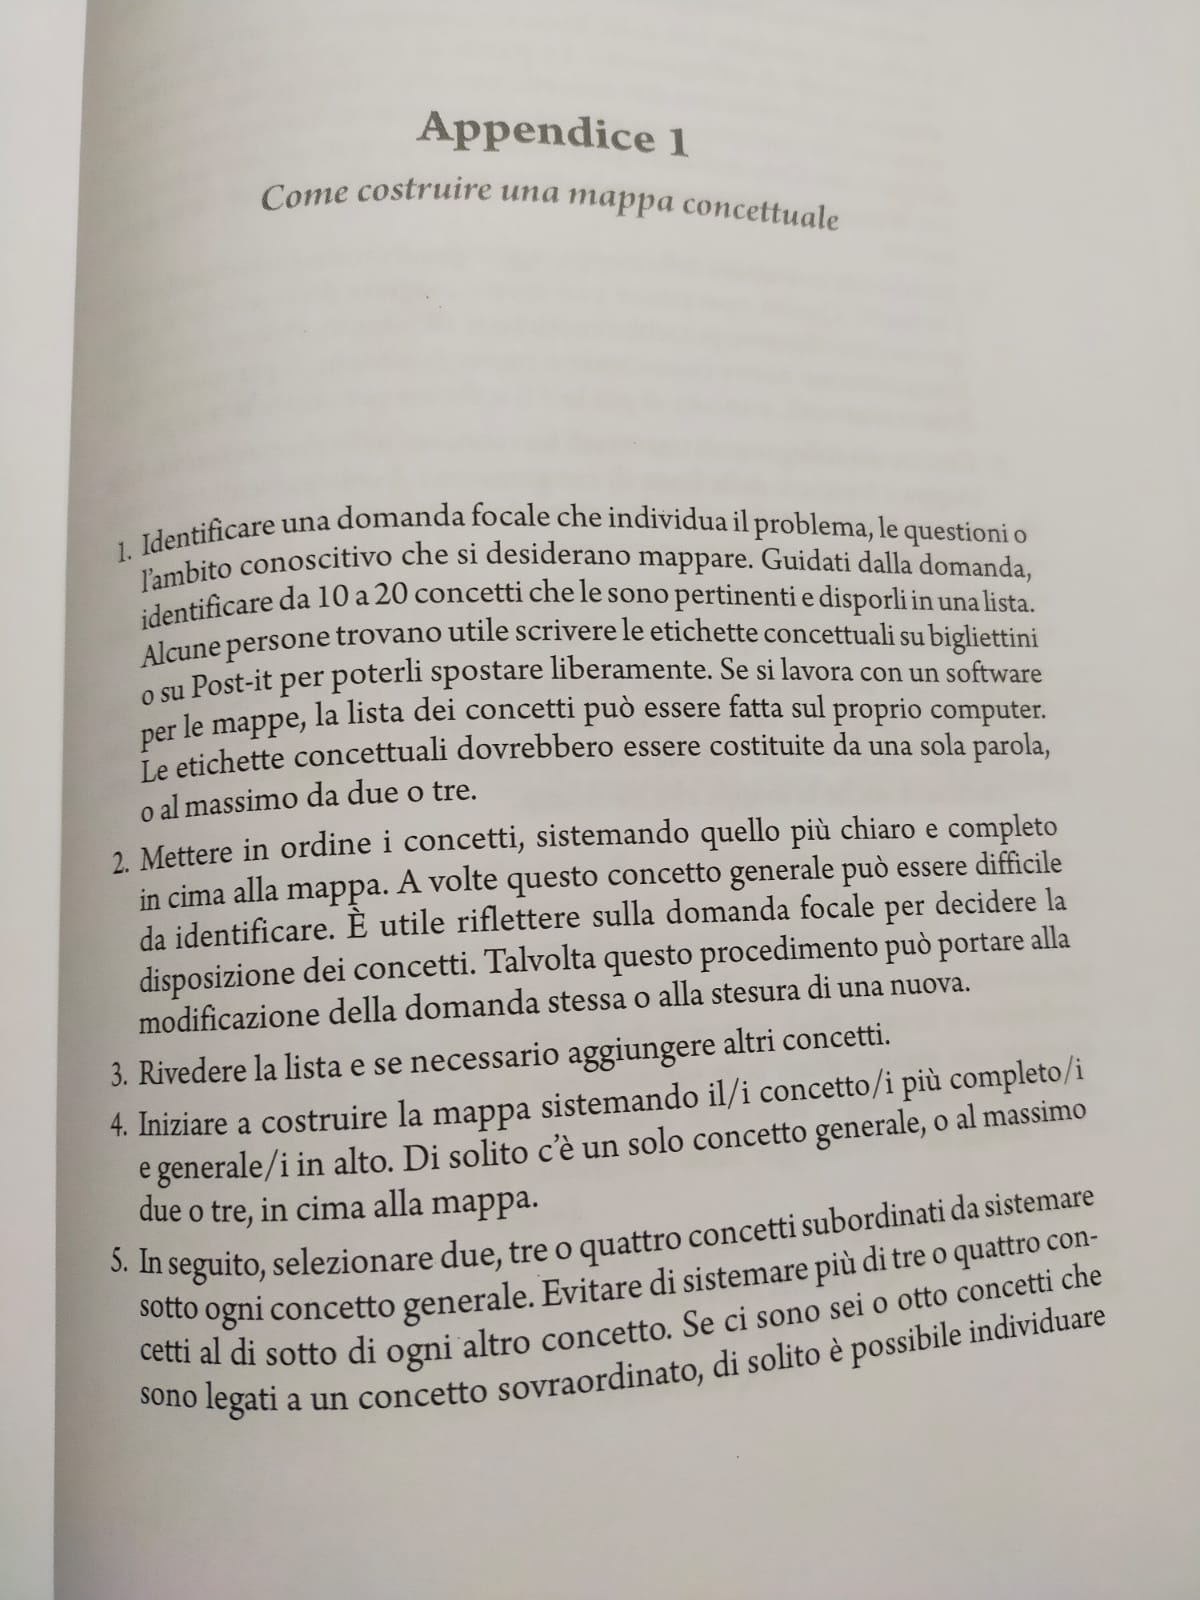 Appendice 1
Come costruire una mappa concettuale
1. Identificare una domanda focale che individua il problema, le questioni o
l'ambito conoscitivo che si desiderano mappare. Guidati dalla domanda,
identificare da 10 a 20 concetti che le sono pertinenti e disporli in una lista.
Alcune persone trovano utile scrivere le etichette concettuali su bigliettini
o su Post-it per poterli spostare liberamente. Se si lavora con un software
per le mappe, la lista dei concetti può essere fatta sul proprio computer.
Le etichette concettuali dovrebbero essere costituite da una sola parola,
o al massimo da due o tre.
2. Mettere in ordine i concetti, sistemando quello più chiaro e completo
in cima alla mappa. A volte questo concetto generale può essere difficile
da identificare. È utile riflettere sulla domanda focale per decidere la
disposizione dei concetti. Talvolta questo procedimento può portare alla
modificazione della domanda stessa o alla stesura di una nuova.
3. Rivedere la lista e se necessario aggiungere altri concetti.
4. Iniziare a costruire la mappa sistemando il/i concetto/i più completo/i
e generale/i in alto. Di solito c'è un solo concetto generale, o al massimo
due o tre, in cima alla mappa.
5. In seguito, selezionare due, tre o quattro concetti subordinati da sistemare
sotto ogni concetto generale. Evitare di sistemare più di tre o quattro con-
cetti al di sotto di ogni altro concetto. Se ci sono sei o otto concetti che
sono legati a un concetto sovraordinato, di solito è possibile individuare